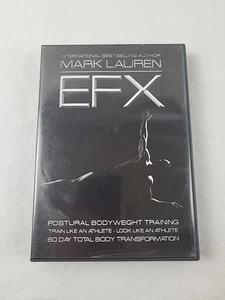 INTERNATIONAL BESTSELLING AUTHOR
MARK LAUREN
EFX
POSTURAL BODYWEIGHT TRAINING
TRAIN LIKE AN ATHLETE - LOOK LIKE AN ATHLETE
60 DAY TOTAL BODY TRANSFORMATION